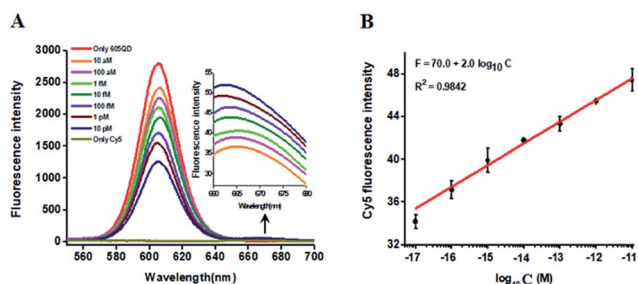 A
B
Fluorescence intensity
3000
2500
2000
1500
1000
500
0
Only 605QD
10 aM
100 aM
1 fM
10 fM
100 fM
1 pM
10 pM
Only Cy5
Fluorescence intensity
55
50
45
40
35
30
660
665
670
675
680
Wavelength(nm)
560 580 600 620 640 660 680 700
Wavelength(nm)
Cy5 fluorescence intensity
48
44
40
36
32
F = 70.0 + 2.0 log10 C
R² = 0.9842
-17 -16 -15 -14 -13 -12 -11
log10 C (M)